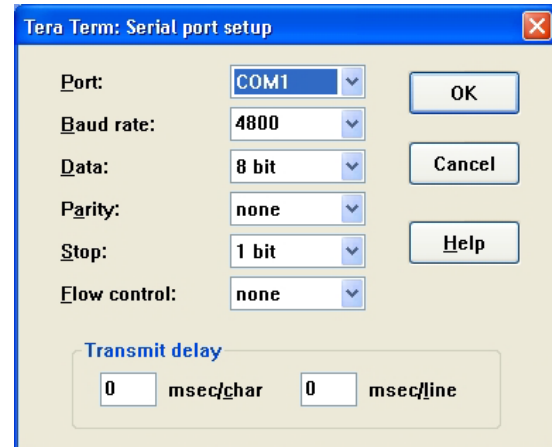 Tera Term: Serial port setup
Port: COM1
OK
Baud rate: 4800
Data: 8 bit
Cancel
Parity: none
Stop: 1 bit
Help
Flow control: none
Transmit delay
0 msec/char 0 msec/line